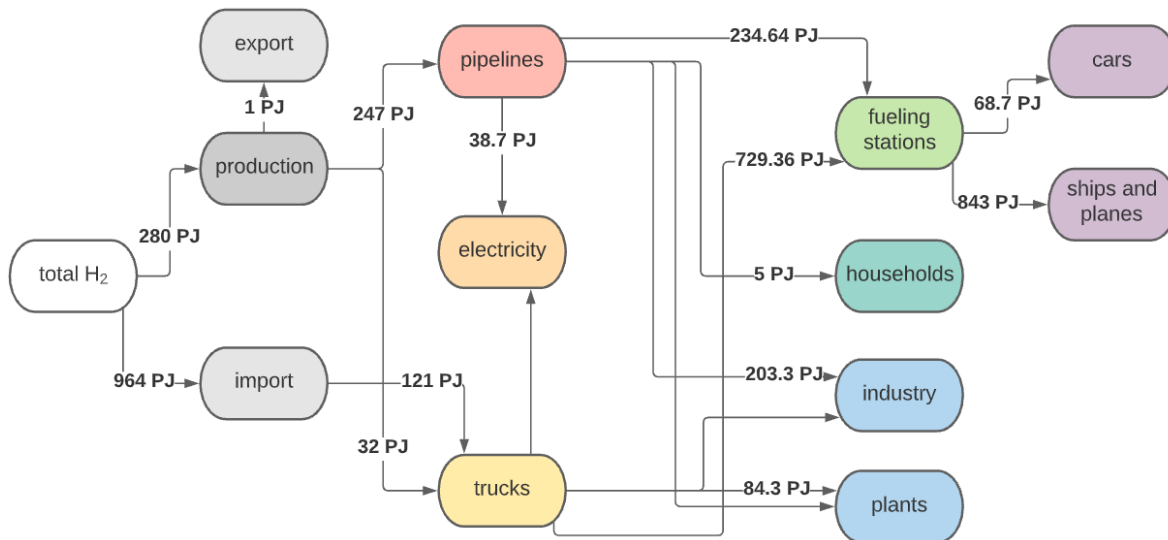 export
pipelines
234.64 PJ
cars
1 PJ
247 PJ
68.7 PJ
fueling
stations
38.7 PJ
production
729.36 PJ
ships and
planes
843 PJ
280 PJ
electricity
total H₂
5 PJ
households
964 PJ
import
121 PJ
203.3 PJ
industry
32 PJ
trucks
84.3 PJ
plants